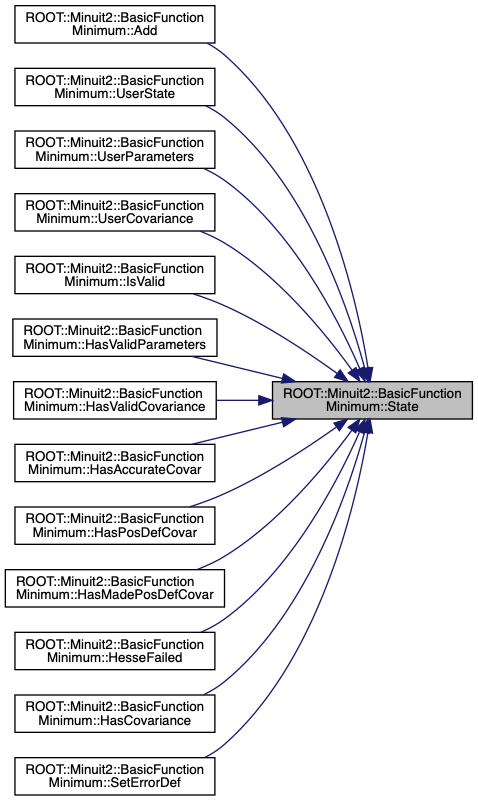 ROOT::Minuit2::BasicFunction
Minimum::Add
ROOT::Minuit2::BasicFunction
Minimum::UserState
ROOT::Minuit2::BasicFunction
Minimum::UserParameters
ROOT::Minuit2::BasicFunction
Minimum::UserCovariance
ROOT::Minuit2::BasicFunction
Minimum::IsValid
ROOT::Minuit2::BasicFunction
Minimum::HasValidParameters
ROOT::Minuit2::BasicFunction
Minimum::HasValidCovariance
ROOT::Minuit2::BasicFunction
Minimum::State
ROOT::Minuit2::BasicFunction
Minimum::HasAccurateCovar
ROOT::Minuit2::BasicFunction
Minimum::HasPosDefCovar
ROOT::Minuit2::BasicFunction
Minimum::HasMadePosDefCovar
ROOT::Minuit2::BasicFunction
Minimum::HesseFailed
ROOT::Minuit2::BasicFunction
Minimum::HasCovariance
ROOT::Minuit2::BasicFunction
Minimum::SetErrorDef